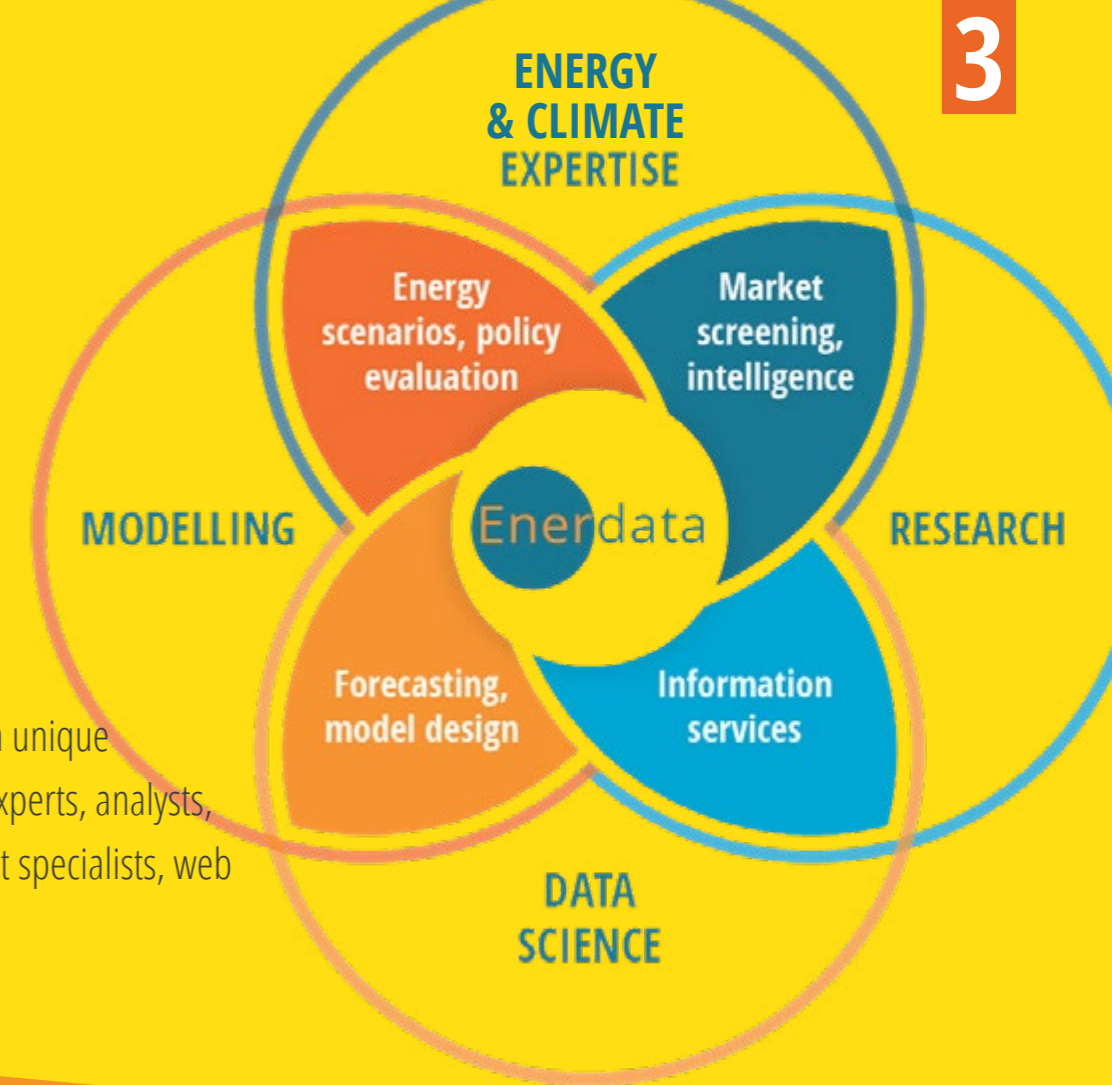 3
ENERGY
& CLIMATE
EXPERTISE
Energy
scenarios, policy
evaluation
Market
screening,
intelligence
MODELLING
Enerdata
RESEARCH
Forecasting,
model design
Information
services
unique
experts, analysts,
specialists, web
DATA
SCIENCE